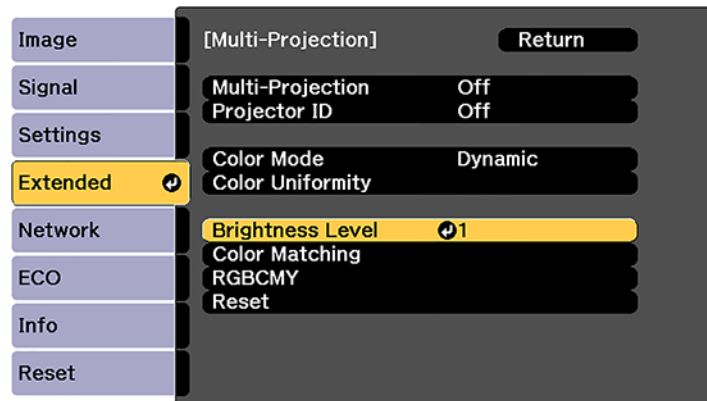 Image
Signal
Settings
Extended
Network
ECO
Info
Reset
[Multi-Projection] Return
Multi-Projection Off
Projector ID Off
Color Mode Dynamic
Color Uniformity
Brightness Level 1
Color Matching
RGBCMY
Reset